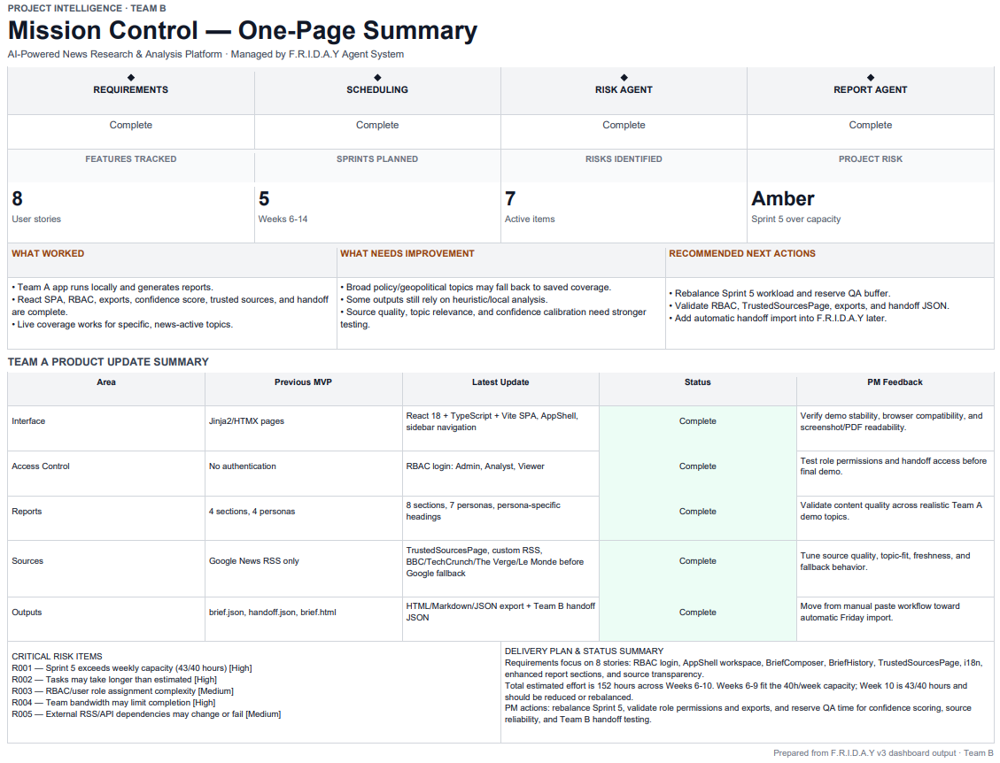 PROJECT INTELLIGENCE · TEAM B
Mission Control — One-Page Summary
AI-Powered News Research & Analysis Platform · Managed by F.R.I.D.A.Y Agent System
◆ ◆ ◆ ◆
REQUIREMENTS SCHEDULING RISK AGENT REPORT AGENT
Complete Complete Complete Complete
FEATURES TRACKED SPRINTS PLANNED RISKS IDENTIFIED PROJECT RISK
8 5 7 Amber
User stories Weeks 6-14 Active items Sprint 5 over capacity
WHAT WORKED
• Team A app runs locally and generates reports.
• React SPA, RBAC, exports, confidence score, trusted sources, and handoff
are complete.
• Live coverage works for specific, news-active topics.
WHAT NEEDS IMPROVEMENT
• Broad policy/geopolitical topics may fall back to saved coverage.
• Some outputs still rely on heuristic/local analysis.
• Source quality, topic relevance, and confidence calibration need stronger
testing.
RECOMMENDED NEXT ACTIONS
• Rebalance Sprint 5 workload and reserve QA buffer.
• Validate RBAC, TrustedSourcesPage, exports, and handoff JSON.
• Add automatic handoff import into F.R.I.D.A.Y later.
TEAM A PRODUCT UPDATE SUMMARY
Area Previous MVP Latest Update Status PM Feedback
Interface
Jinja2/HTMX pages
React 18 + TypeScript + Vite SPA, AppShell,
sidebar navigation
Complete
Verify demo stability, browser compatibility, and
screenshot/PDF readability.
Access Control
No authentication
RBAC login: Admin, Analyst, Viewer
Complete
Test role permissions and handoff access before
final demo.
Reports
4 sections, 4 personas
8 sections, 7 personas, persona-specific
headings
Complete
Validate content quality across realistic Team A
demo topics.
Sources
Google News RSS only
TrustedSourcesPage, custom RSS,
BBC/TechCrunch/The Verge/Le Monde before
Google fallback
Complete
Tune source quality, topic-fit, freshness, and
fallback behavior.
Outputs
brief.json, handoff.json, brief.html
HTML/Markdown/JSON export + Team B handoff
JSON
Complete
Move from manual paste workflow toward
automatic Friday import.
CRITICAL RISK ITEMS
R001 — Sprint 5 exceeds weekly capacity (43/40 hours) [High]
R002 — Tasks may take longer than estimated [High]
R003 — RBAC/user role assignment complexity [Medium]
R004 — Team bandwidth may limit completion [High]
R005 — External RSS/API dependencies may change or fail [Medium]
DELIVERY PLAN & STATUS SUMMARY
Requirements focus on 8 stories: RBAC login, AppShell workspace, BriefComposer, BriefHistory, TrustedSourcesPage, i18n,
enhanced report sections, and source transparency.
Total estimated effort is 152 hours across Weeks 6-10. Weeks 6-9 fit the 40h/week capacity; Week 10 is 43/40 hours and
should be reduced or rebalanced.
PM actions: rebalance Sprint 5, validate role permissions and exports, and reserve QA time for confidence scoring, source
reliability, and Team B handoff testing.
Prepared from F.R.I.D.A.Y v3 dashboard output · Team B